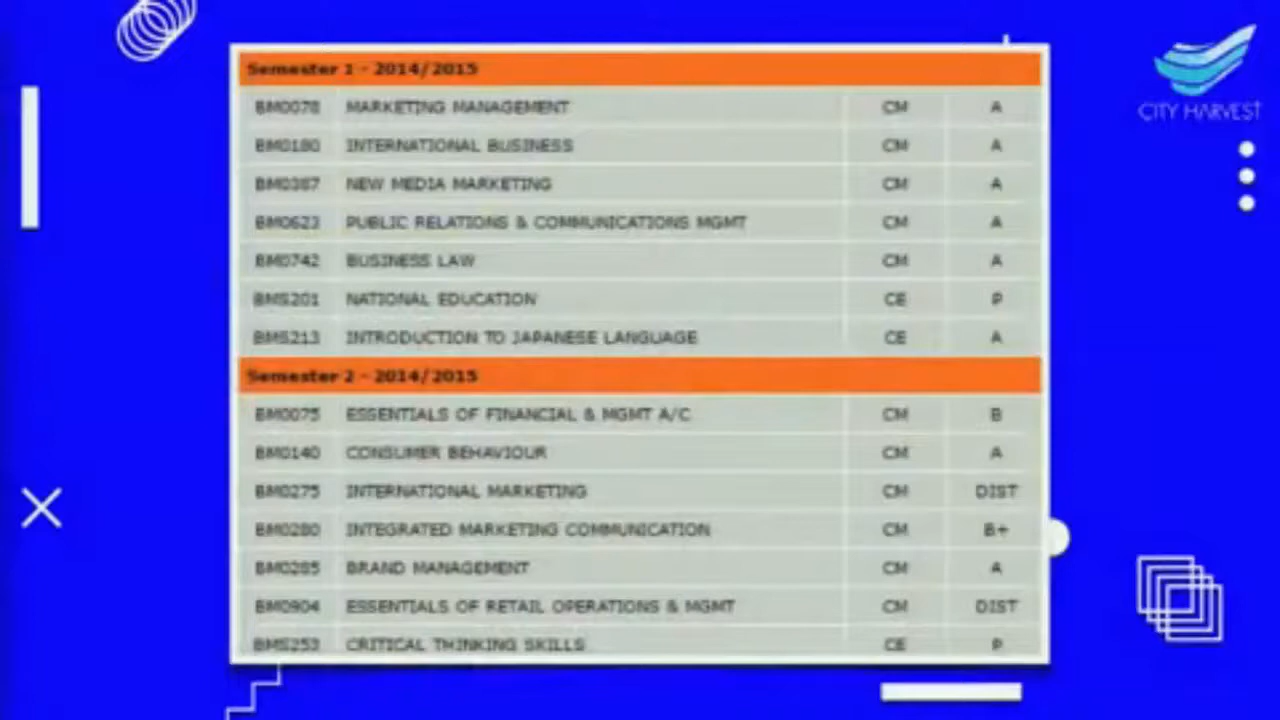 CITY HARVEST
Semester 1 - 2014/2015
BM0078 MARKETING MANAGEMENT CM A
BM0180 INTERNATIONAL BUSINESS CM A
BM0387 NEW MEDIA MARKETING CM A
BM0623 PUBLIC RELATIONS & COMMUNICATIONS MGMT CM A
BM0742 BUSINESS LAW CM A
BMS201 NATIONAL EDUCATION CE P
BMS213 INTRODUCTION TO JAPANESE LANGUAGE CE A
Semester 2 - 2014/2015
BM0075 ESSENTIALS OF FINANCIAL & MGMT A/C CM B
BM0140 CONSUMER BEHAVIOUR CM A
BM0275 INTERNATIONAL MARKETING CM DIST
BM0280 INTEGRATED MARKETING COMMUNICATION CM B+
BM0285 BRAND MANAGEMENT CM A
BM0904 ESSENTIALS OF RETAIL OPERATIONS & MGMT CM DIST
BMS253 CRITICAL THINKING SKILLS CE P